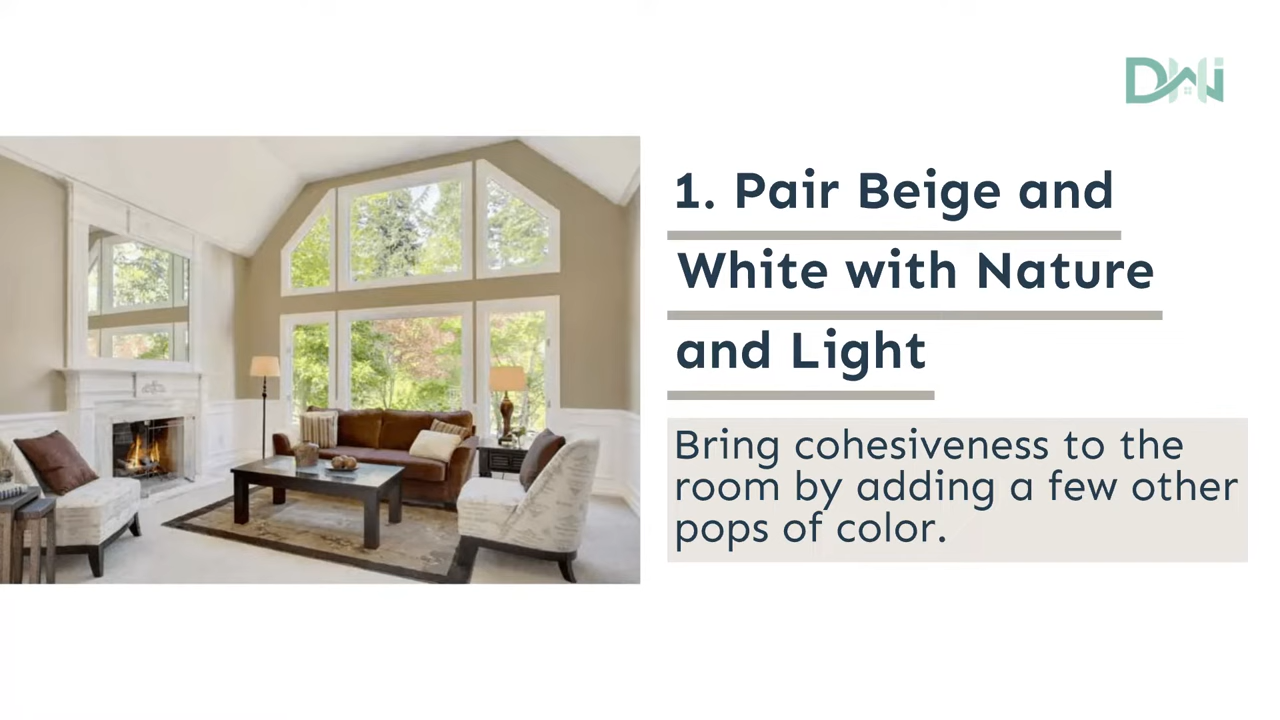 DHI
1. Pair Beige and
White with Nature
and Light
Bring cohesiveness to the
room by adding a few other
pops of color.